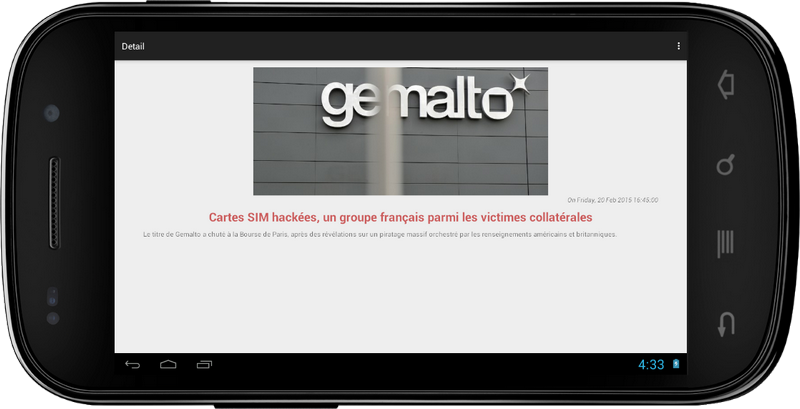 Detail
gemalto
On Friday, 20 Feb 2015 16:45:00
Cartes SIM hackées, un groupe français parmi les victimes collatérales
Le titre de Gemalto a chuté à la Bourse de Paris, après des révélations sur un piratage massif orchestré par les renseignements américains et britanniques.
4:33